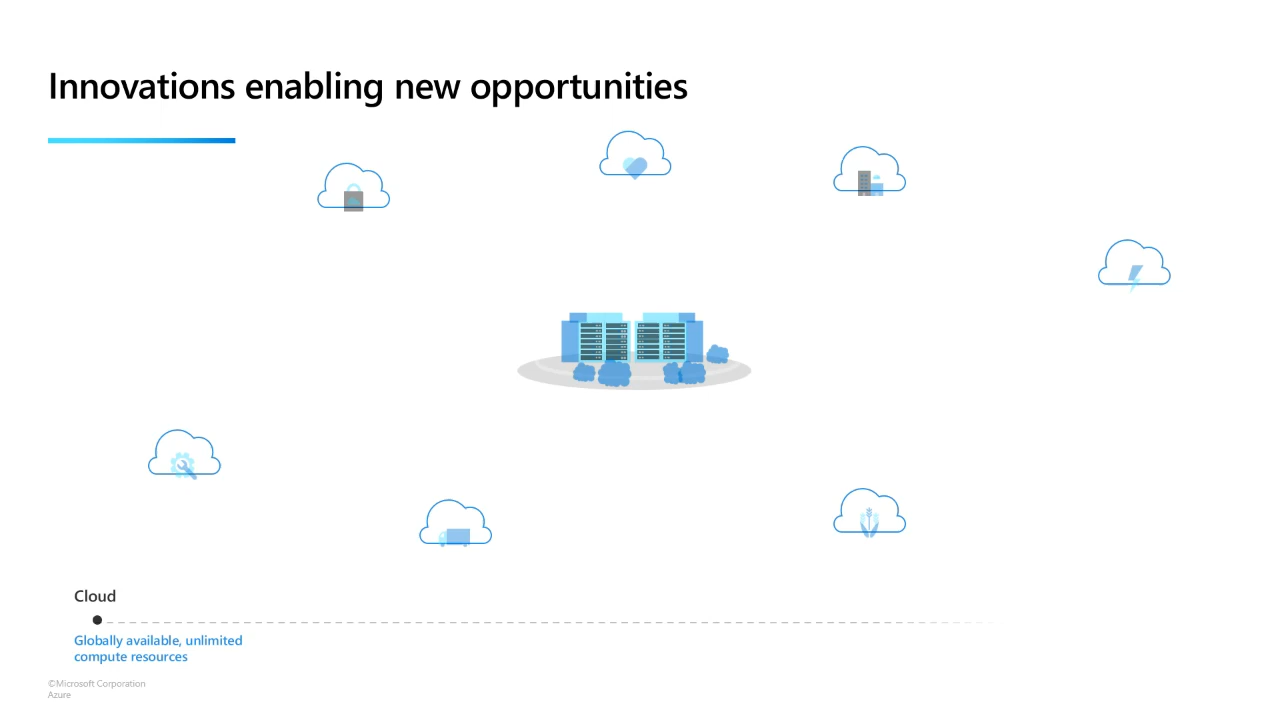 Innovations enabling new opportunities
Cloud
Globally available, unlimited
compute resources
©Microsoft Corporation
Azure